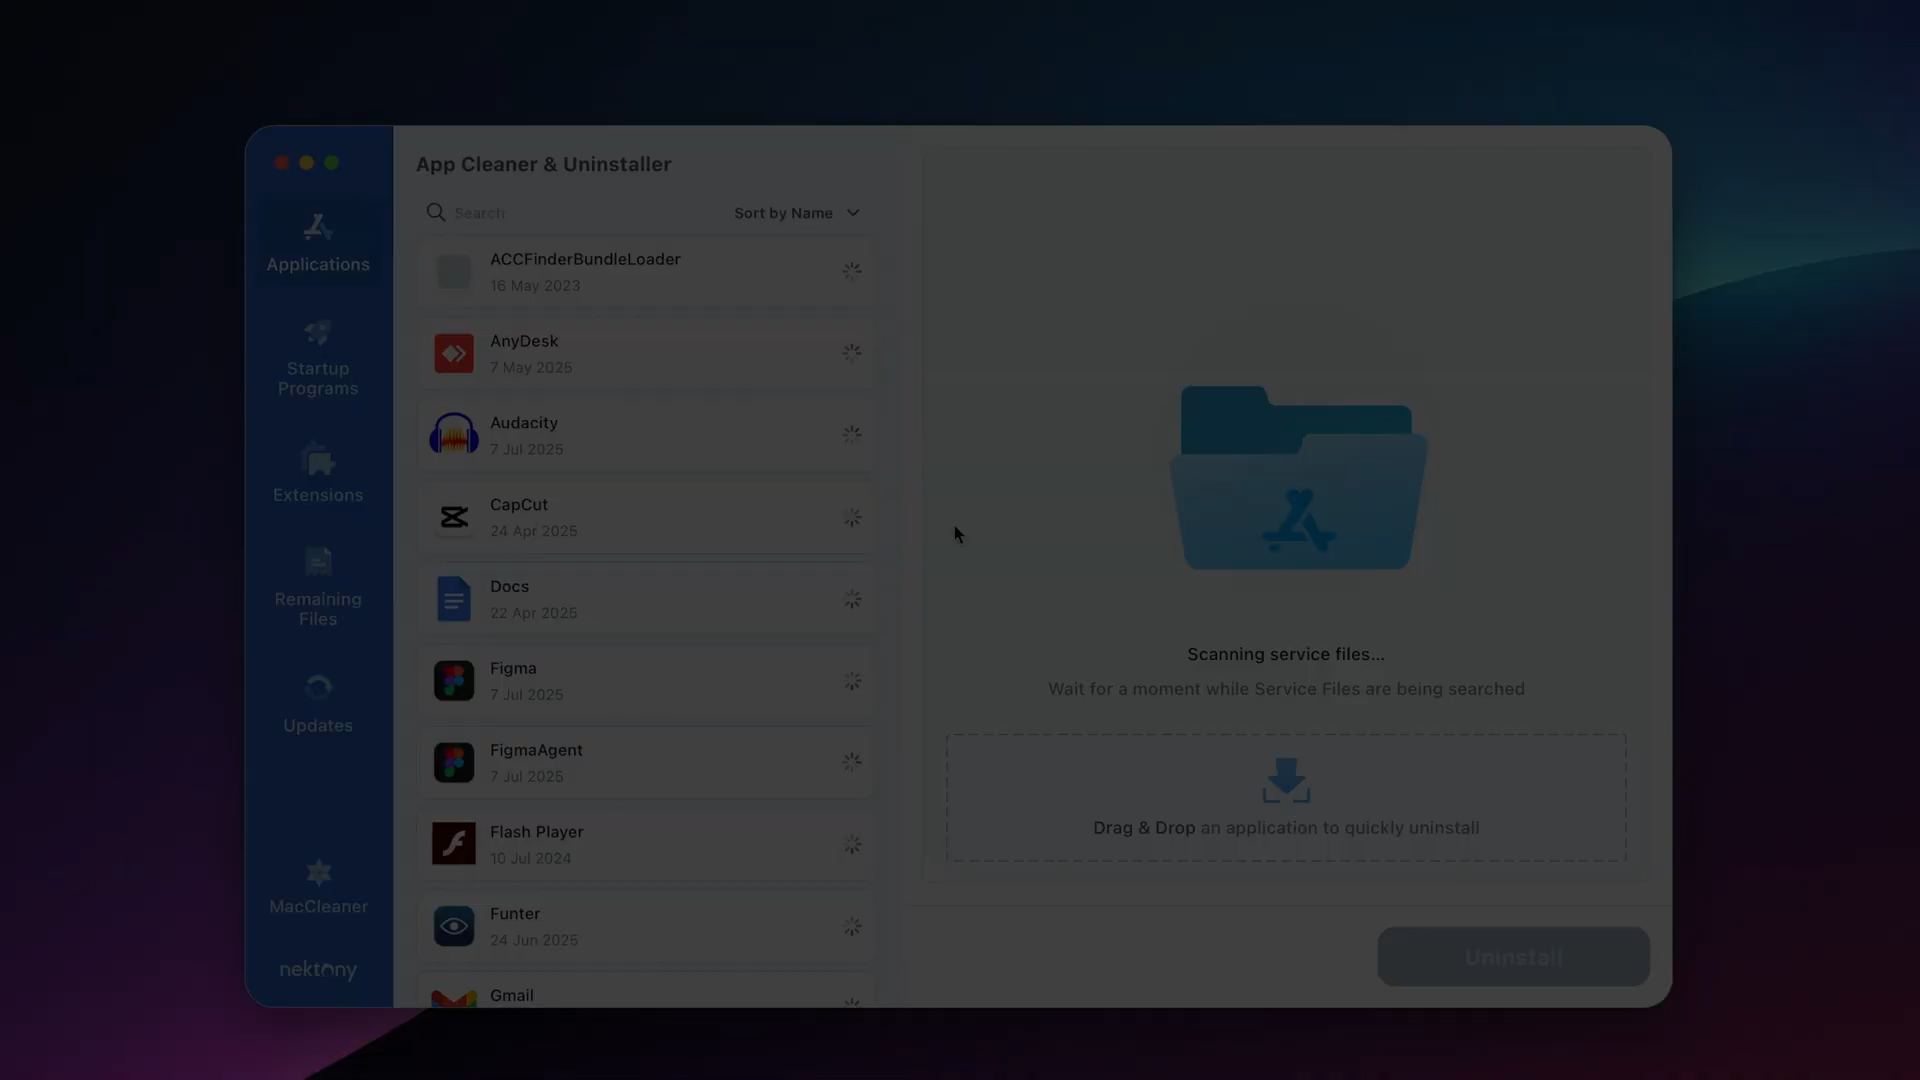 App Cleaner & Uninstaller
Search
Sort by Name
Applications
Startup
Programs
Extensions
Remaining
Files
Updates
MacCleaner
nektony
ACCFinderBundleLoader
16 May 2023
AnyDesk
7 May 2025
Audacity
7 Jul 2025
CapCut
24 Apr 2025
Docs
22 Apr 2025
Figma
7 Jul 2025
FigmaAgent
7 Jul 2025
Flash Player
10 Jul 2024
Funter
24 Jun 2025
Gmail
Scanning service files...
Wait for a moment while Service Files are being searched
Drag & Drop an application to quickly uninstall
Uninstall